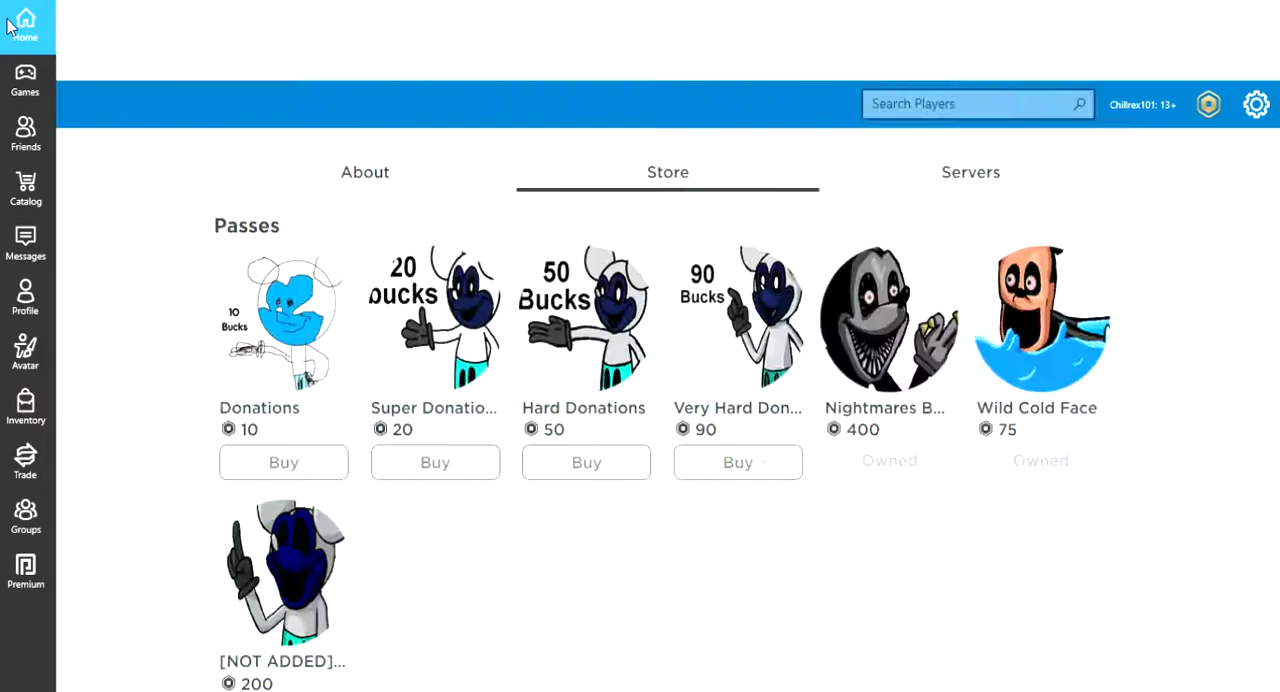 Home
Games
Friends
Catalog
Messages
Profile
Avatar
Inventory
Trade
Groups
Premium
Search Players
Chillrex101: 13+
About
Store
Servers
Passes
10
Bucks
20
bucks
50
Bucks
90
Bucks
Donations
Super Donatio...
Hard Donations
Very Hard Don...
Nightmares B...
Wild Cold Face
10
20
50
90
400
75
Buy
Buy
Buy
Buy
Owned
Owned
[NOT ADDED]...
200